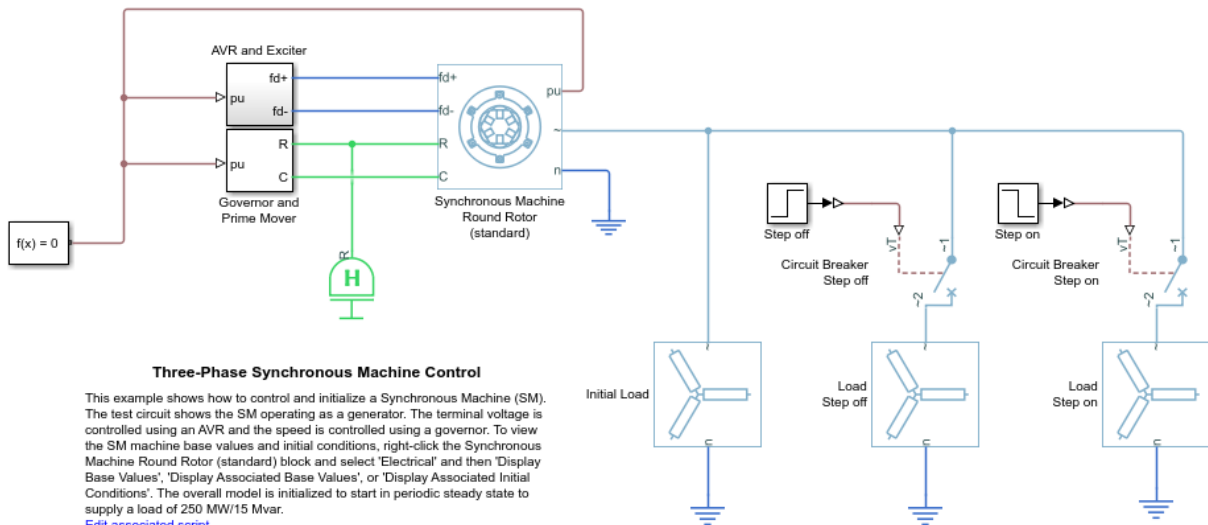 AVR and Exciter
fd+
pu
fd-
R
pu
C
Governor and
Prime Mover
f(x) = 0
R
H
fd+
pu
fd-
~
R
n
C
Synchronous Machine
Round Rotor
(standard)
Step off
vT
~1
Circuit Breaker
Step off
~2
Step on
vT
~1
Circuit Breaker
Step on
~2
~
Initial Load
n
~
Load
Step off
n
~
Load
Step on
n
Three-Phase Synchronous Machine Control
This example shows how to control and initialize a Synchronous Machine (SM).
The test circuit shows the SM operating as a generator. The terminal voltage is
controlled using an AVR and the speed is controlled using a governor. To view
the SM machine base values and initial conditions, right-click the Synchronous
Machine Round Rotor (standard) block and select 'Electrical' and then 'Display
Base Values', 'Display Associated Base Values', or 'Display Associated Initial
Conditions'. The overall model is initialized to start in periodic steady state to
supply a load of 250 MW/15 Mvar.
Edit associated script